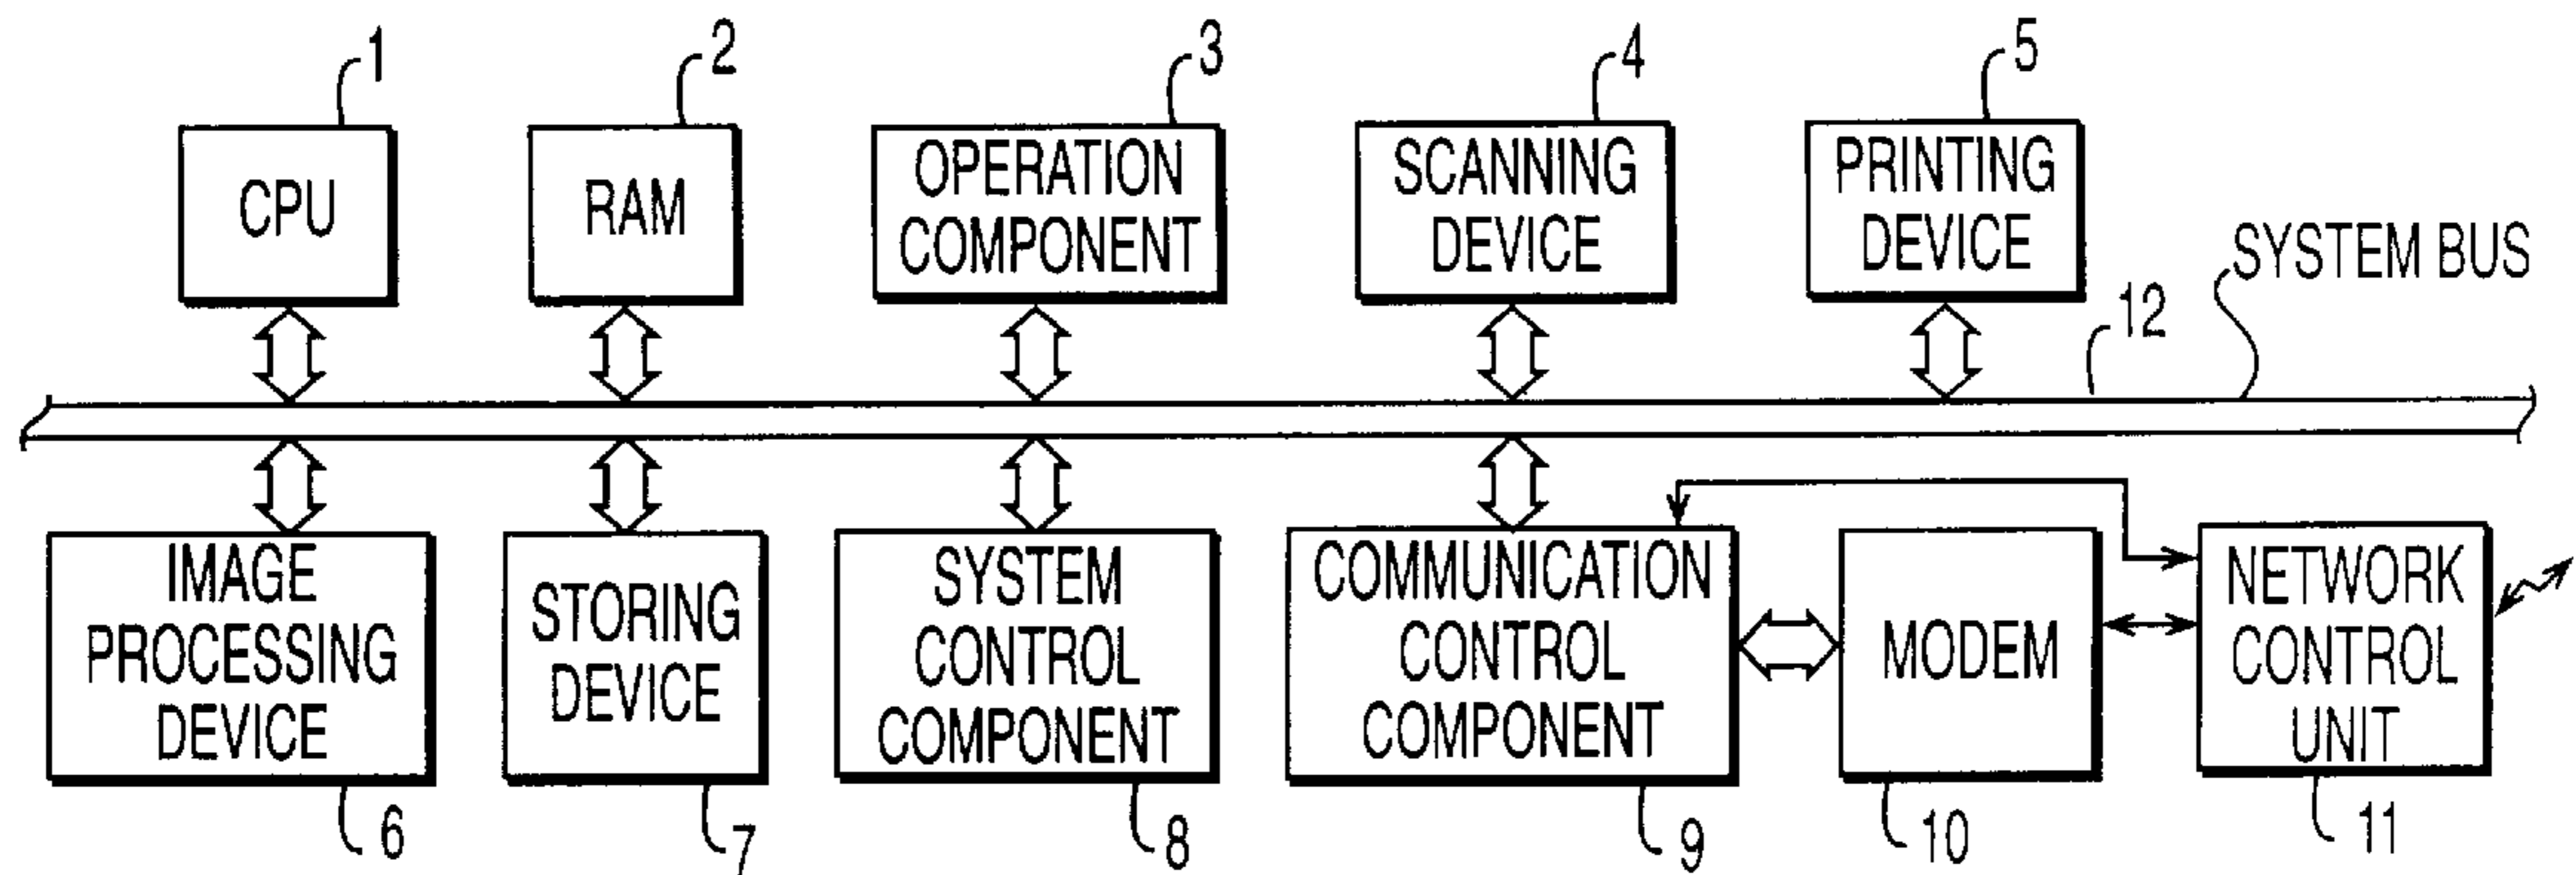 1
2
3
4
5
CPU
RAM
OPERATION
COMPONENT
SCANNING
DEVICE
PRINTING
DEVICE
SYSTEM BUS
12
IMAGE
PROCESSING
DEVICE
STORING
DEVICE
SYSTEM
CONTROL
COMPONENT
COMMUNICATION
CONTROL
COMPONENT
MODEM
NETWORK
CONTROL
UNIT
6
7
8
9
10
11